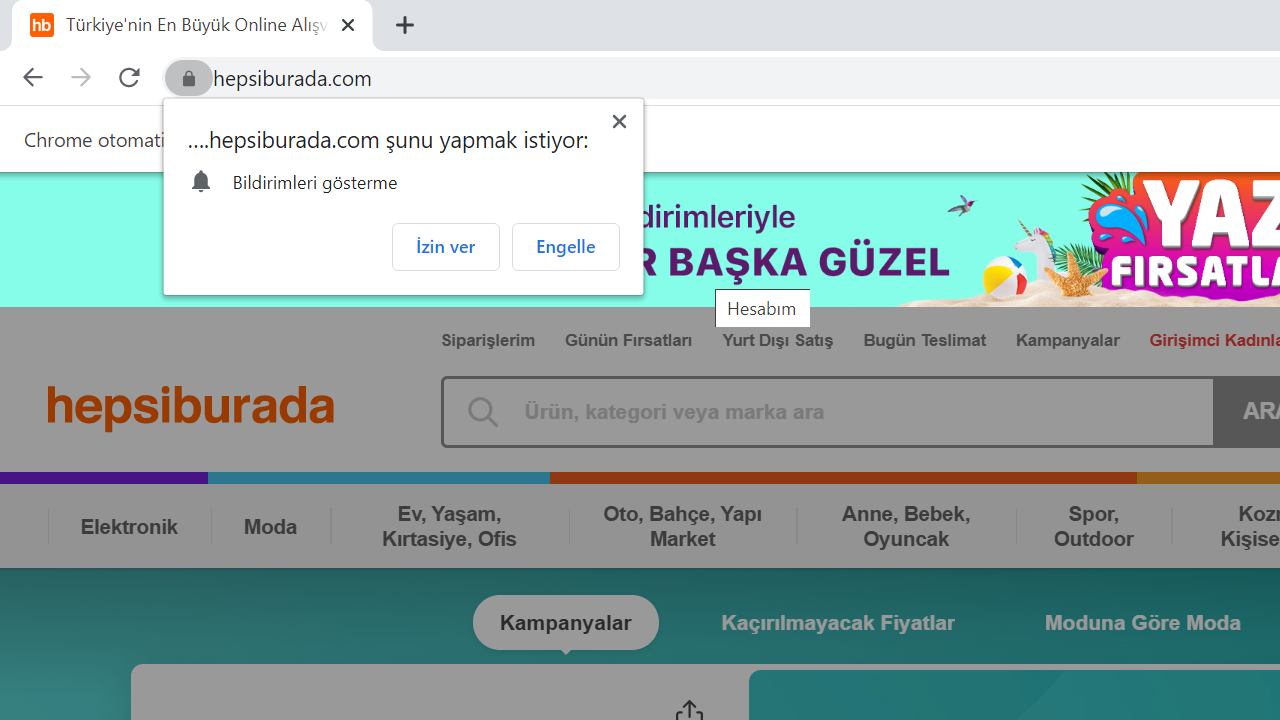 hb Türkiye'nin En Büyük Online Alışv
hepsiburada.com
Chrome otomati
....hepsiburada.com şunu yapmak istiyor:
Bildirimleri gösterme
İzin ver Engelle
dirimleriyle
R BAŞKA GÜZEL
YAZ
FIRSATLA
Hesabım
Siparişlerim Günün Fırsatları Yurt Dışı Satış Bugün Teslimat Kampanyalar Girişimci Kadınla
hepsiburada
Ürün, kategori veya marka ara
ARA
Elektronik
Moda
Ev, Yaşam,
Kırtasiye, Ofis
Oto, Bahçe, Yapı
Market
Anne, Bebek,
Oyuncak
Spor,
Outdoor
Kozm
Kişise
Kampanyalar Kaçırılmayacak Fiyatlar Moduna Göre Moda